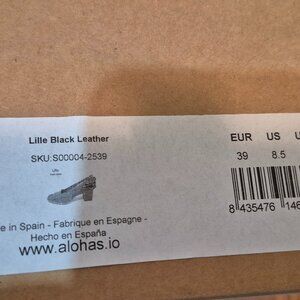 Lille Black Leather
SKU:S00004-2539
EUR US
39 8.5
e in Spain - Fabrique en Espagne -
Hecho en España
www.alohas.io
8 435476 146